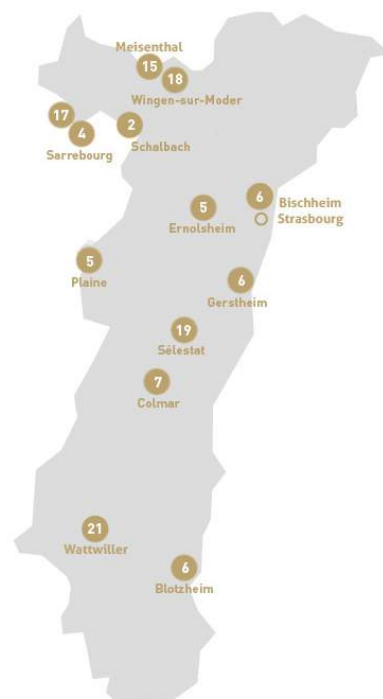 Meisenthal
15
18
Wingen-sur-Moder
17
4
2
Sarrebourg
Schalbach
6
5
Bischheim
Strasbourg
Ernolsheim
5
Plaine
6
Gerstheim
19
Sélestat
7
Colmar
21
Wattwiller
6
Blotzheim